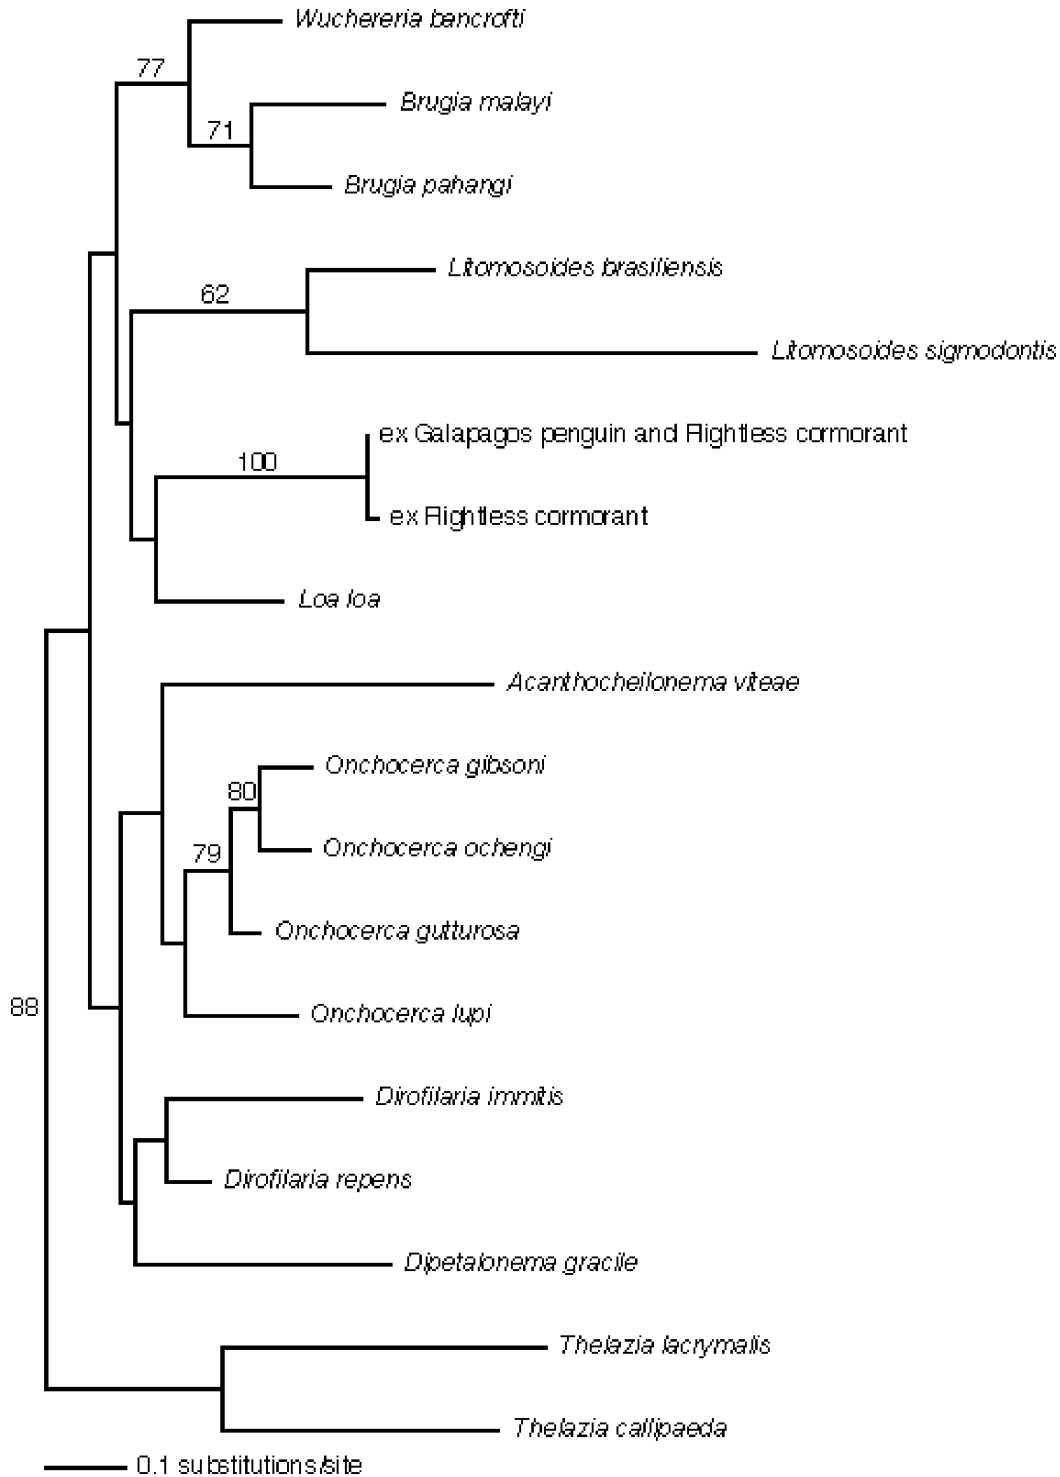 Wuchereria bancrofti
77
Brugia malayi
71
Brugia pahangi
Litomosoides brasiliensis
62
Litomosoides sigmodontis
ex Galapagos penguin and Flightless cormorant
100
ex Flightless cormorant
Loa loa
Acanthocheilonema viteae
Onchocerca gibsoni
80
Onchocerca ochengi
79
Onchocerca gutturosa
88
Onchocerca lupi
Dirofilaria immitis
Dirofilaria repens
Dipetalonema gracile
Thelazia lacrymalis
Thelazia callipaeda
0.1 substitutions/site